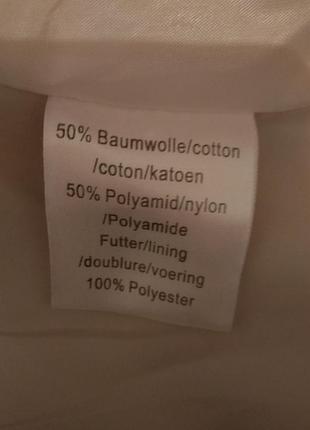 50% Baumwolle/cotton
/coton/katoen
50% Polyamid/nylon
/Polyamide
Futter/lining
/doublure/voering
100% Polyester